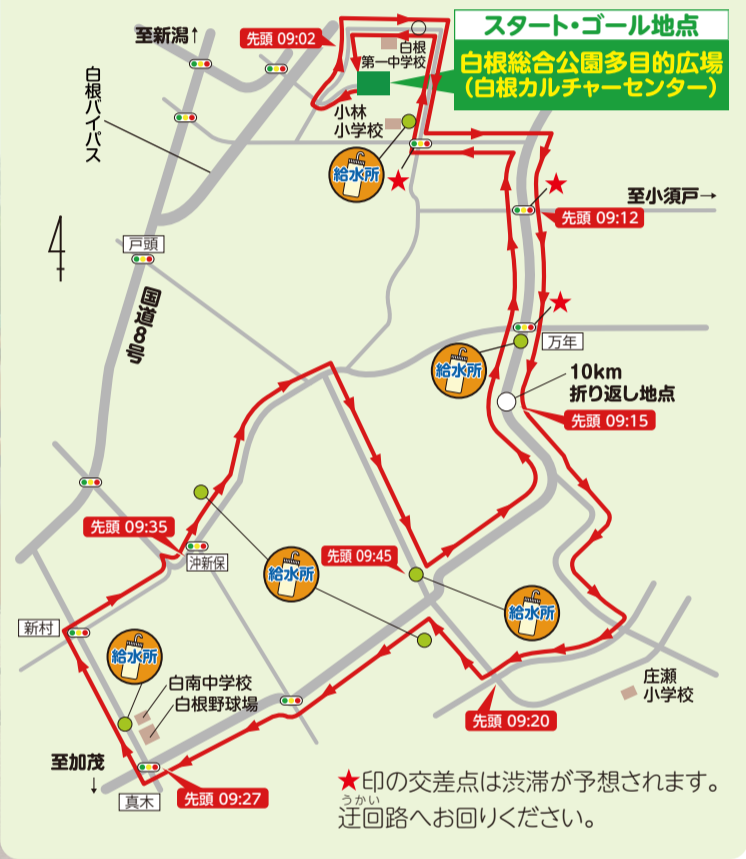 至新潟↑
先頭 09:02
スタート・ゴール地点
白根総合公園多目的広場
（白根カルチャーセンター）
白根
第一中学校
白根バイパス
小林
小学校
給水所
★
★
至小須戸→
先頭 09:12
戸頭
国道8号
★
万年
給水所
10km
折り返し地点
先頭 09:15
先頭 09:35
沖新保
先頭 09:45
給水所
給水所
新村
給水所
白南中学校
白根野球場
庄瀬
小学校
先頭 09:20
至加茂
↓
真木
先頭 09:27
★印の交差点は渋滞が予想されます。
うかい
迂回路へお回りください。